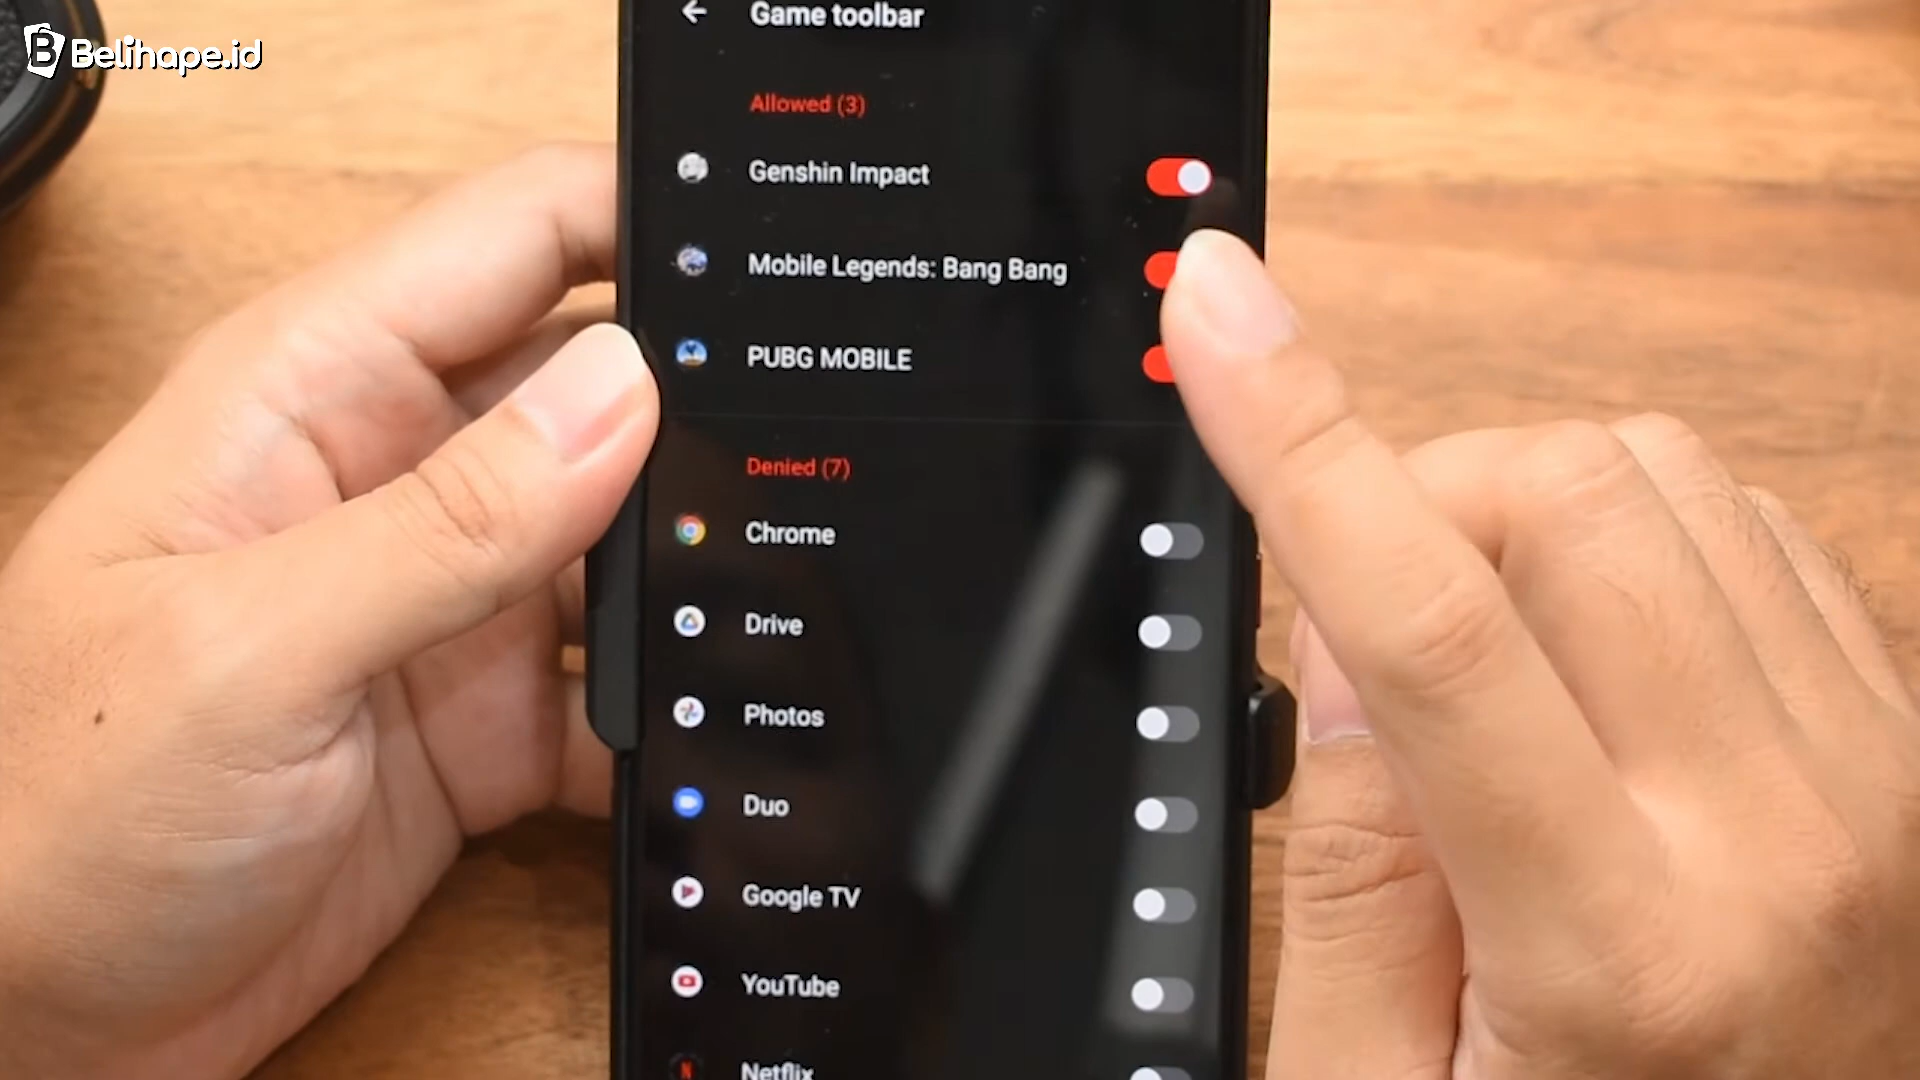 Belihape.id
Game toolbar
Allowed (3)
Genshin Impact
Mobile Legends: Bang Bang
PUBG MOBILE
Denied (7)
Chrome
Drive
Photos
Duo
Google TV
YouTube
Netflix